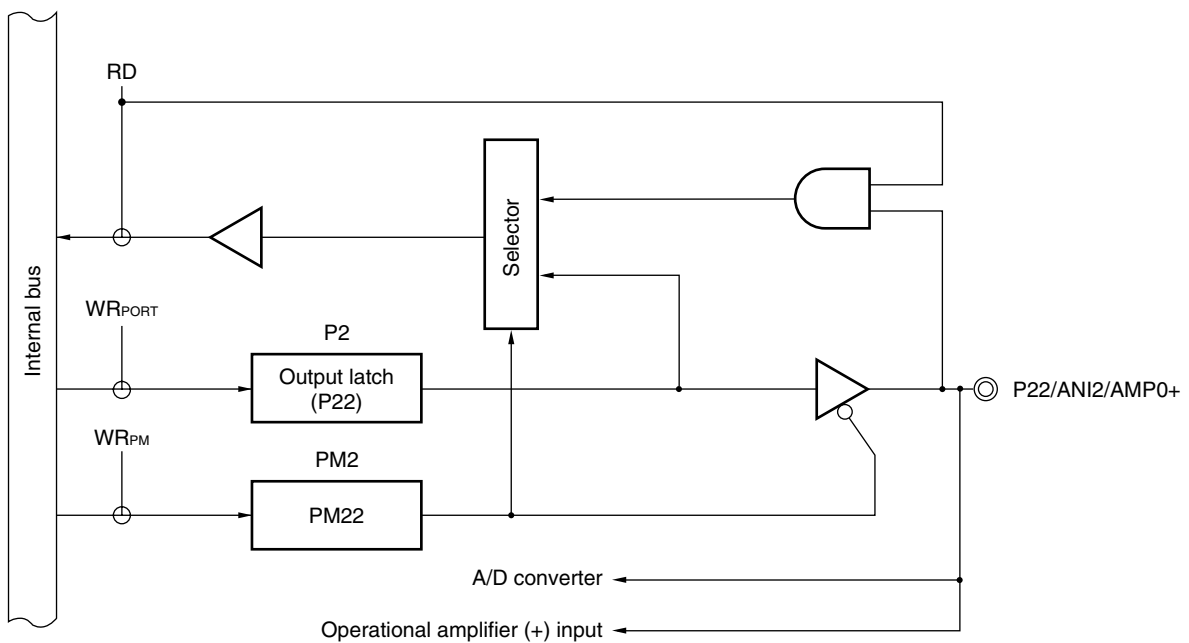 RD
Internal bus
Selector
WRPORT
P2
Output latch
(P22)
P22/ANI2/AMP0+
WRPM
PM2
PM22
A/D converter
Operational amplifier (+) input